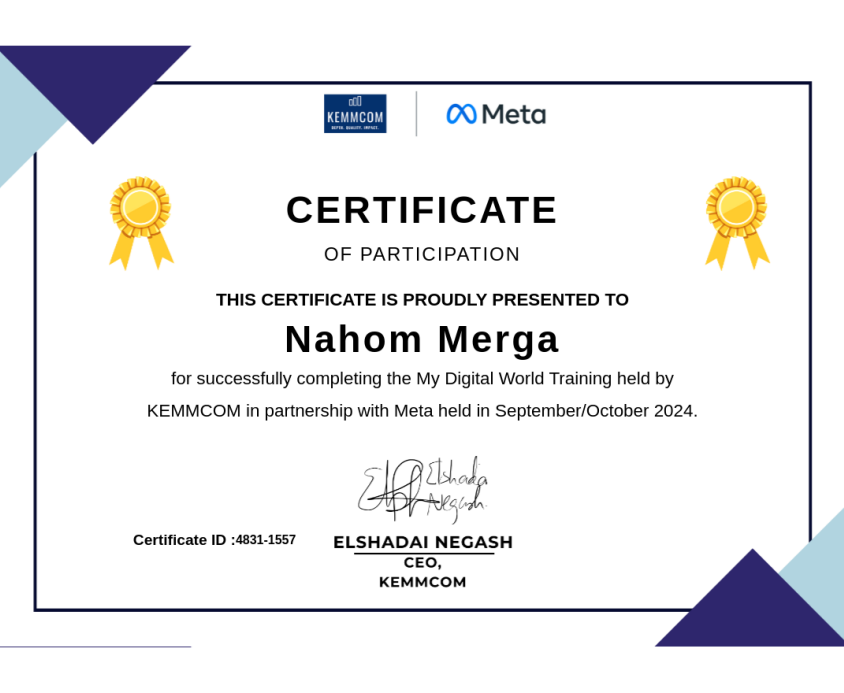 KEMMCOM
DEPTH. QUALITY. IMPACT.
Meta
CERTIFICATE
OF PARTICIPATION
THIS CERTIFICATE IS PROUDLY PRESENTED TO
Nahom Merga
for successfully completing the My Digital World Training held by
KEMMCOM in partnership with Meta held in September/October 2024.
Elshadai
Negash
Certificate ID :4831-1557
ELSHADAI NEGASH
CEO,
KEMMCOM